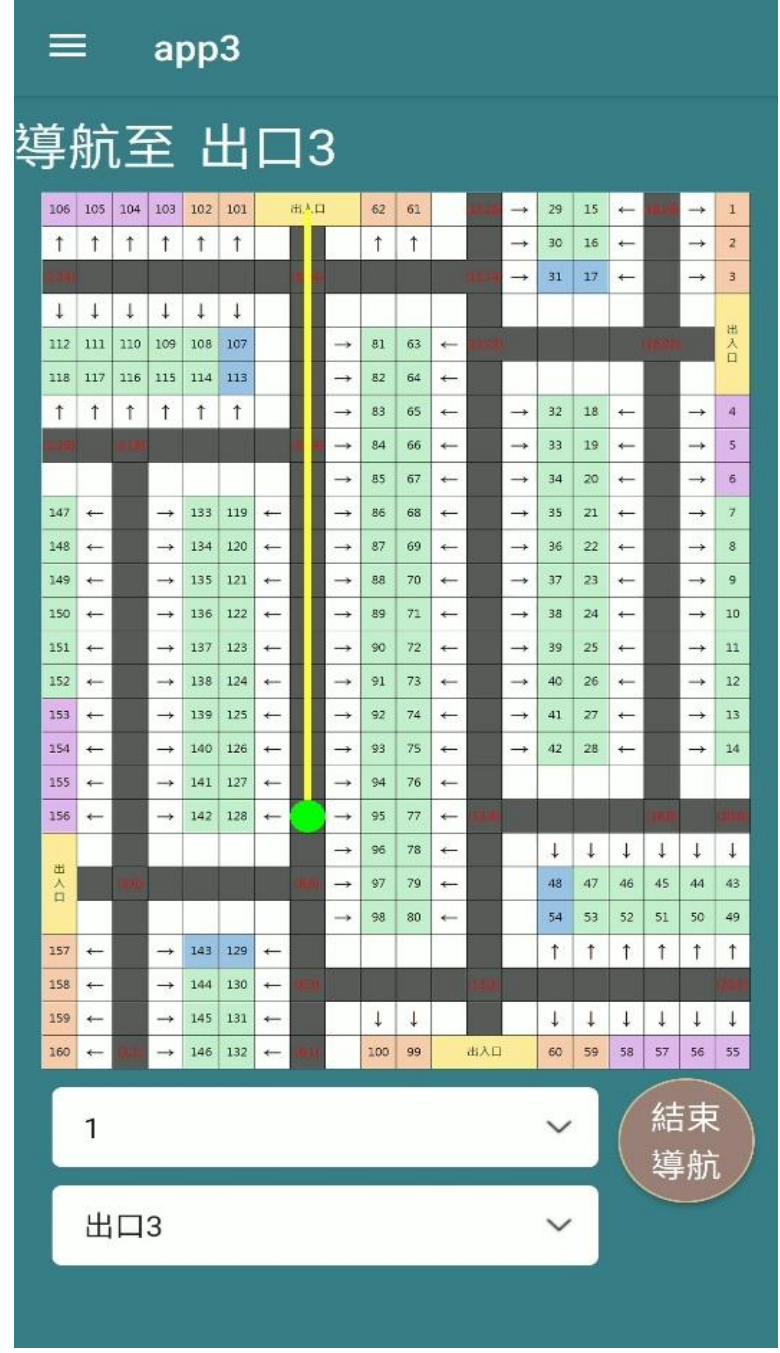 app3
導航至 出口3
106 105 104 103 102 101 出入口 62 61 → 29 15 ← → 1
↑ ↑ ↑ ↑ ↑ ↑ ↑ ↑ → 30 16 ← → 2
→ 31 17 ← → 3
↓ ↓ ↓ ↓ ↓ ↓ 出入口
112 111 110 109 108 107 → 81 63 ←
118 117 116 115 114 113 → 82 64 ←
↑ ↑ ↑ ↑ ↑ ↑ → 83 65 ← → 32 18 ← → 4
→ 84 66 ← → 33 19 ← → 5
→ 85 67 ← → 34 20 ← → 6
147 ← → 133 119 ← → 86 68 ← → 35 21 ← → 7
148 ← → 134 120 ← → 87 69 ← → 36 22 ← → 8
149 ← → 135 121 ← → 88 70 ← → 37 23 ← → 9
150 ← → 136 122 ← → 89 71 ← → 38 24 ← → 10
151 ← → 137 123 ← → 90 72 ← → 39 25 ← → 11
152 ← → 138 124 ← → 91 73 ← → 40 26 ← → 12
153 ← → 139 125 ← → 92 74 ← → 41 27 ← → 13
154 ← → 140 126 ← → 93 75 ← → 42 28 ← → 14
155 ← → 141 127 ← → 94 76 ←
156 ← → 142 128 ← → 95 77 ←
出入口 → 96 78 ← ↓ ↓ ↓ ↓ ↓ ↓
→ 97 79 ← 48 47 46 45 44 43
→ 98 80 ← 54 53 52 51 50 49
157 ← → 143 129 ← ↑ ↑ ↑ ↑ ↑ ↑
158 ← → 144 130 ←
159 ← → 145 131 ← ↓ ↓ ↓ ↓ ↓ ↓ ↓ ↓
160 ← → 146 132 ← 100 99 出入口 60 59 58 57 56 55
1
結束
導航
出口3